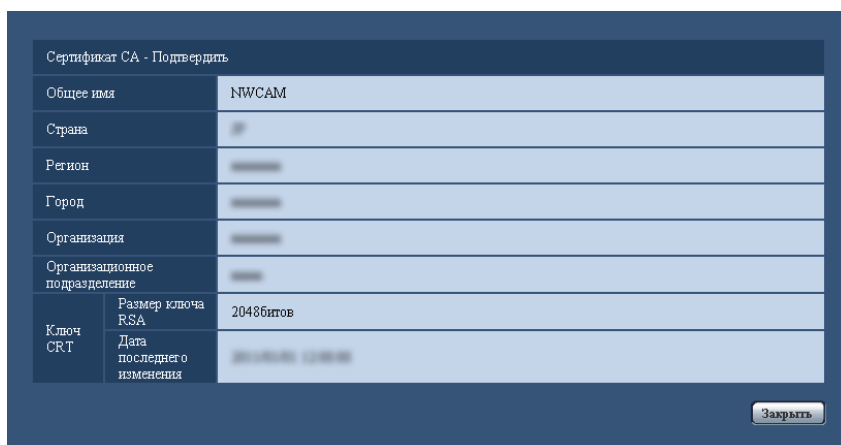 Сертификат CA - Подтвердить
Общее имя NWCAM
Страна
Регион
Город
Организация
Организационное
подразделение
Ключ
CRT
Размер ключа
RSA
2048битов
Дата
последнего
изменения
Закрыть